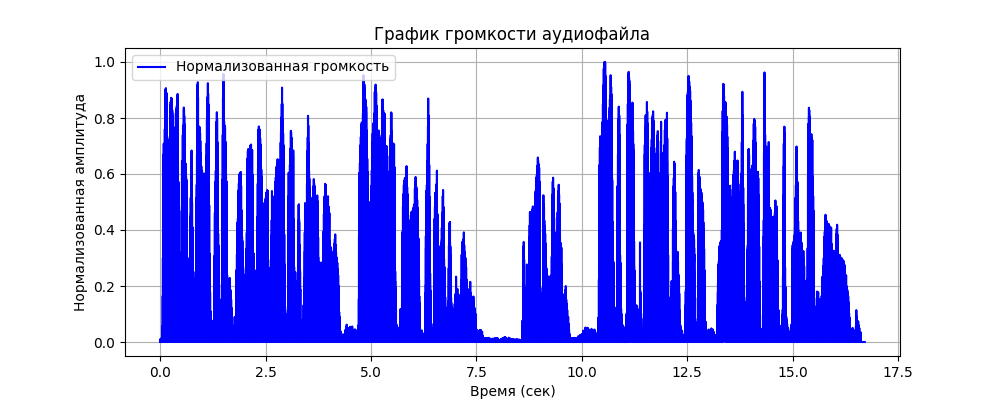 График громкости аудиофайла
Нормализованная громкость
Нормализованная амплитуда
1.0
0.8
0.6
0.4
0.2
0.0
0.0 2.5 5.0 7.5 10.0 12.5 15.0 17.5
Время (сек)